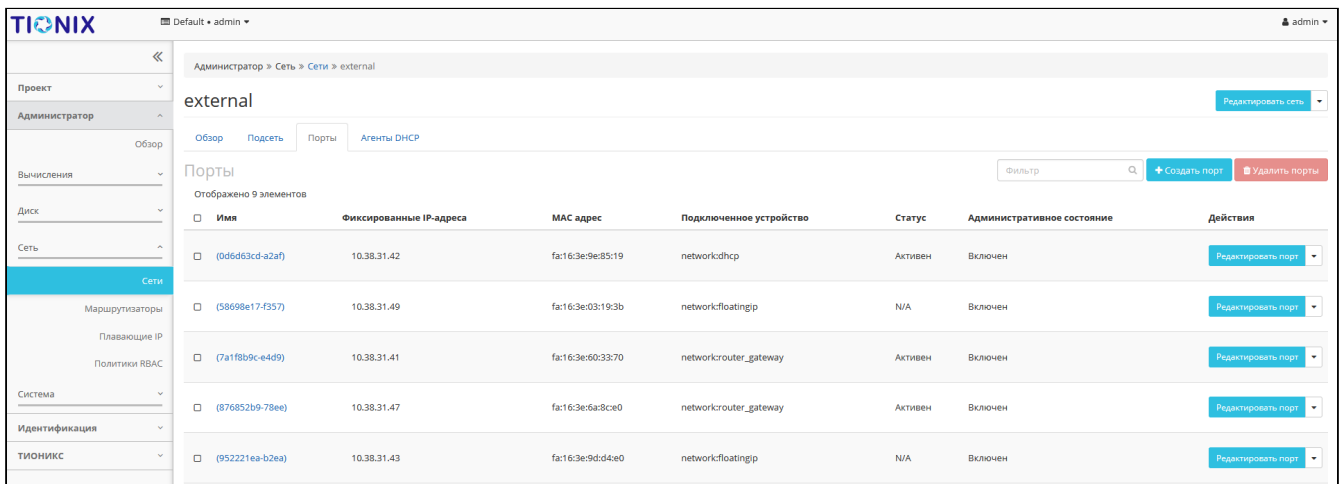 TIONIX
Default • admin
admin
Администратор » Сеть » Сети » external
Проект
Администратор
Обзор
Вычисления
Диск
Сеть
Сети
Маршрутизаторы
Плавающие IP
Политики RBAC
Система
Идентификация
ТИОНИКС
external
Редактировать сеть
Обзор Подсеть Порты Агенты DHCP
Порты
Фильтр
Создать порт
Удалить порты
Отображено 9 элементов
Имя Фиксированные IP-адреса MAC адрес Подключенное устройство Статус Административное состояние Действия
(0d6d63cd-a2af) 10.38.31.42 fa:16:3e:9e:85:19 network:dhcp Активен Включен Редактировать порт
(58698e17-f357) 10.38.31.49 fa:16:3e:03:19:3b network:floatingip N/A Включен Редактировать порт
(7a1f8b9c-e4d9) 10.38.31.41 fa:16:3e:60:33:70 network:router_gateway Активен Включен Редактировать порт
(876852b9-78ee) 10.38.31.47 fa:16:3e:6a:8c:e0 network:router_gateway Активен Включен Редактировать порт
(952221ea-b2ea) 10.38.31.43 fa:16:3e:9d:d4:e0 network:floatingip N/A Включен Редактировать порт